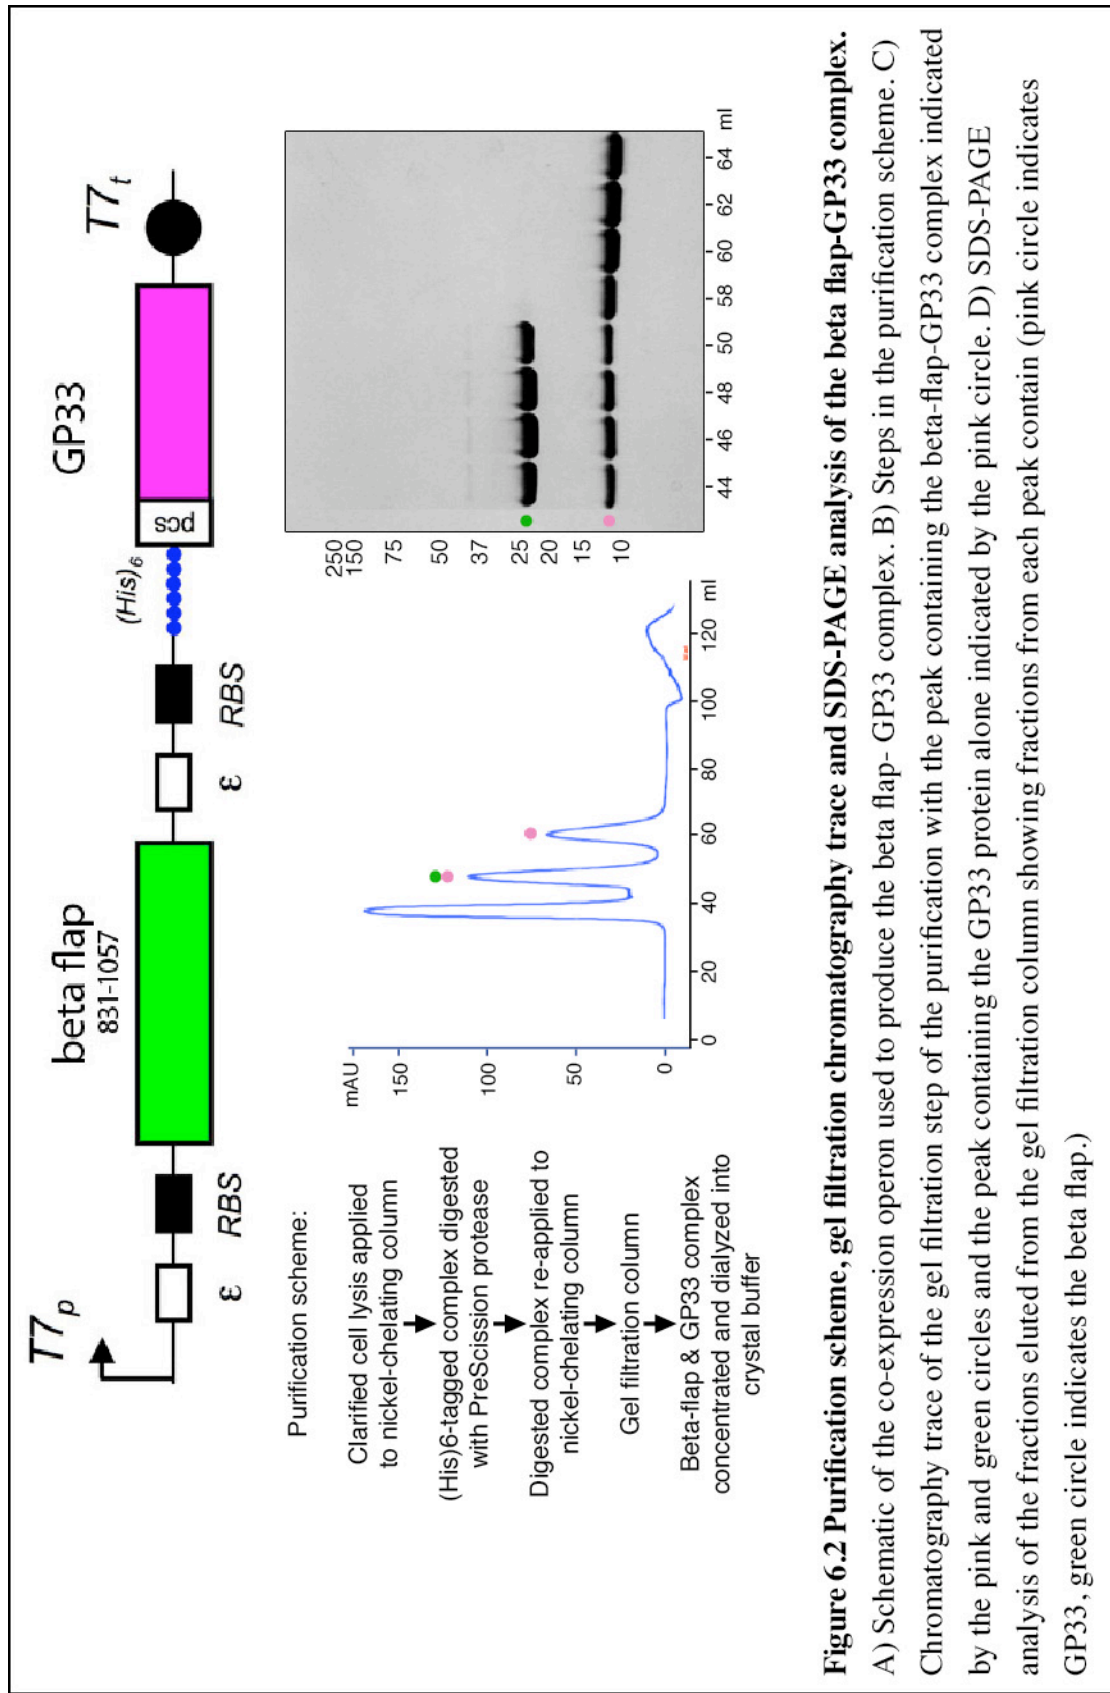 T7p
ε
RBS
beta flap
831-1057
ε
RBS
(His)6
pcs
GP33
T7t
Purification scheme:
Clarified cell lysis applied
to nickel-chelating column
(His)6-tagged complex digested
with PreScission protease
Digested complex re-applied to
nickel-chelating column
Gel filtration column
Beta-flap & GP33 complex
concentrated and dialyzed into
crystal buffer
mAU
150
100
50
0
0 20 40 60 80 100 120 ml
250
150
75
50
37
25
20
15
10
44 46 48 50 58 60 62 64 ml
Figure 6.2 Purification scheme, gel filtration chromatography trace and SDS-PAGE analysis of the beta flap-GP33 complex.
A) Schematic of the co-expression operon used to produce the beta flap- GP33 complex. B) Steps in the purification scheme. C)
Chromatography trace of the gel filtration step of the purification with the peak containing the beta-flap-GP33 complex indicated
by the pink and green circles and the peak containing the GP33 protein alone indicated by the pink circle. D) SDS-PAGE
analysis of the fractions eluted from the gel filtration column showing fractions from each peak contain (pink circle indicates
GP33, green circle indicates the beta flap.)